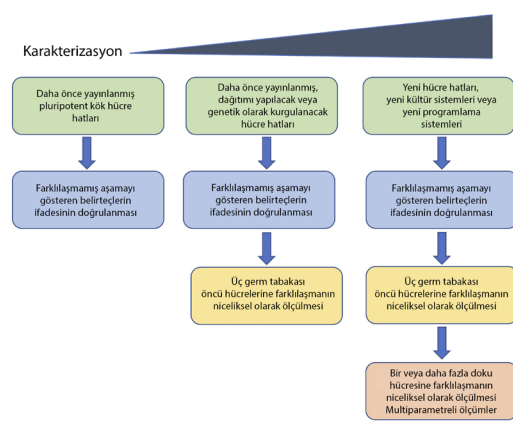 Karakterizasyon
Daha önce yayınlanmış
pluripotent kök hücre
hatları
Daha önce yayınlanmış,
dağıtımı yapılacak veya
genetik olarak kurgulanacak
hücre hatları
Yeni hücre hatları,
yeni kültür sistemleri veya
yeni programlama
sistemleri
Farklılaşmamış aşamayı
gösteren belirteçlerin
ifadesinin doğrulanması
Farklılaşmamış aşamayı
gösteren belirteçlerin
ifadesinin doğrulanması
Farklılaşmamış aşamayı
gösteren belirteçlerin
ifadesinin doğrulanması
Üç germ tabakası
öncü hücrelerine farklılaşmanın
niceliksel olarak ölçülmesi
Üç germ tabakası
öncü hücrelerine farklılaşmanın
niceliksel olarak ölçülmesi
Bir veya daha fazla doku
hücresine farklılaşmanın
niceliksel olarak ölçülmesi
Multiparametreli ölçümler